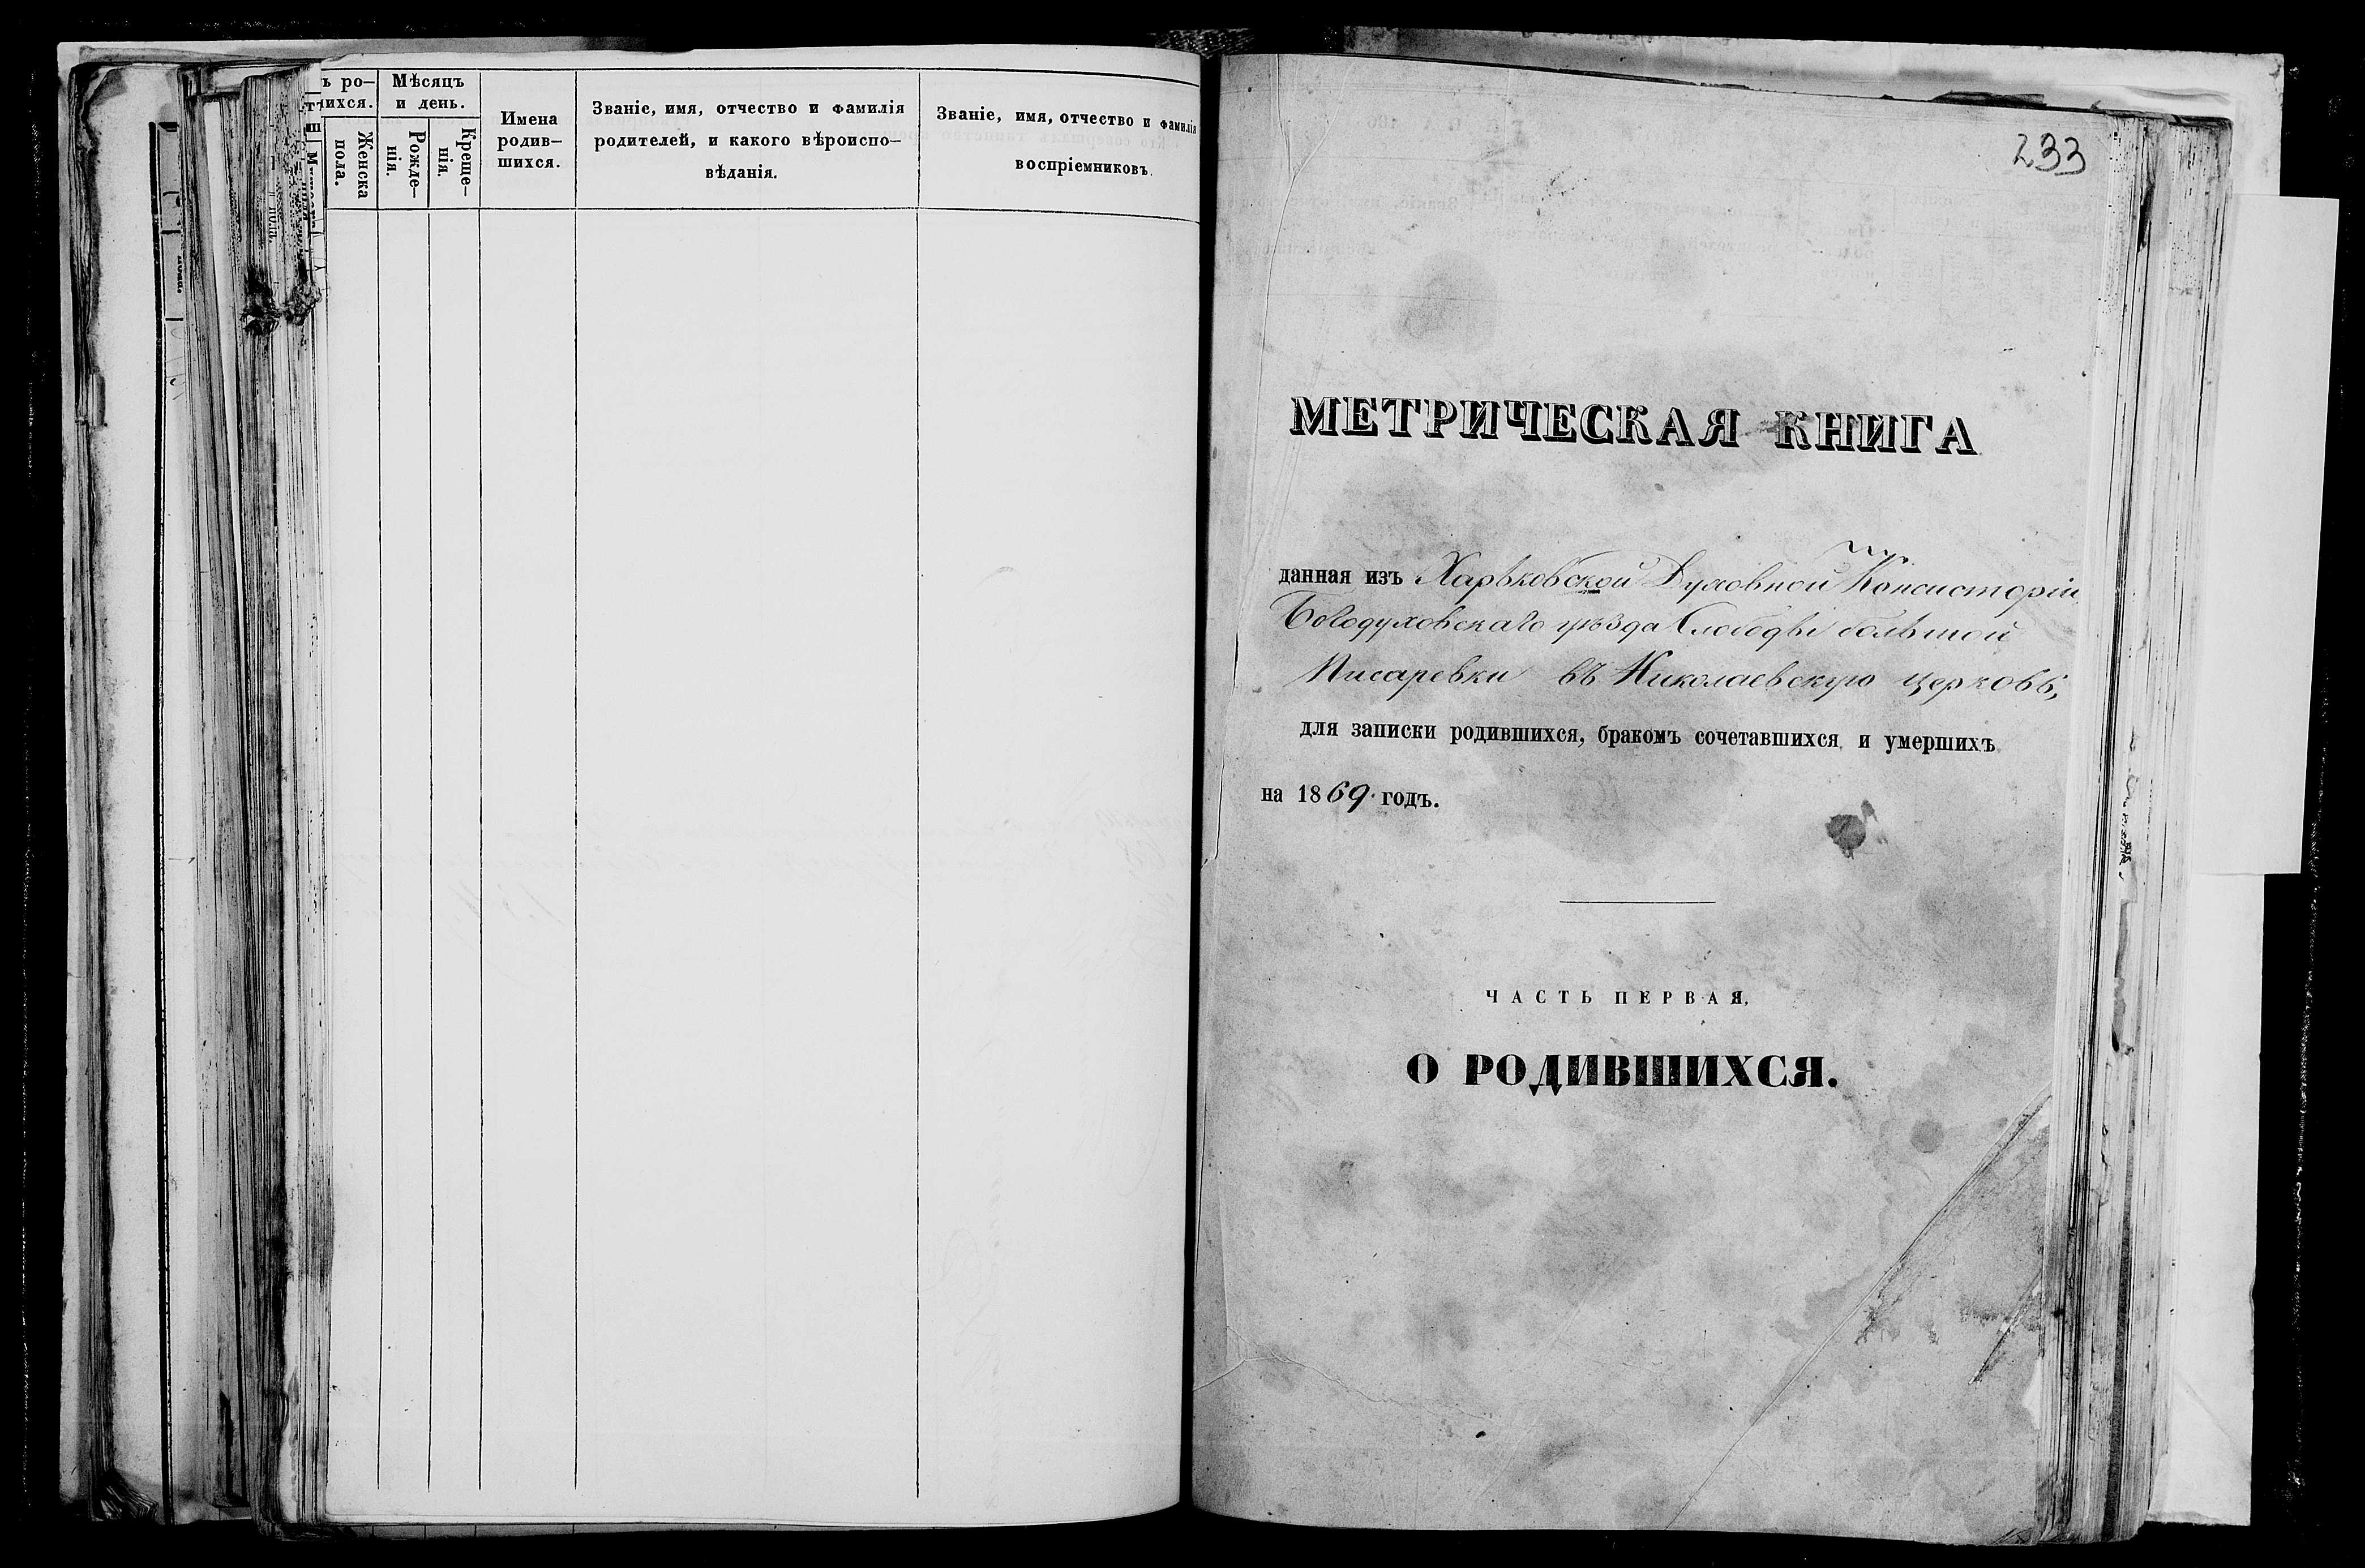 ъ ро-
шихся.
Мѣсяцъ
и день.
Женска
пола.
Рожде-
нія.
Креще-
нія.
Имена
родив-
шихся.
Званіе, имя, отчество и фамилія
родителей, и какого вѣроиспо-
вѣданія.
Званіе, имя, отчество и фамилія
воспріемниковъ.
233
МЕТРИЧЕСКАЯ КНИГА
данная изъ Харьковской Духовной Консисторіи
Богодуховскаго уѣзда Слободы большой
Писаревки въ Николаевскую церковь,
для записки родившихся, бракомъ сочетавшихся и умершихъ
на 1869 годъ.
ЧАСТЬ ПЕРВАЯ,
О РОДИВШИХСЯ.